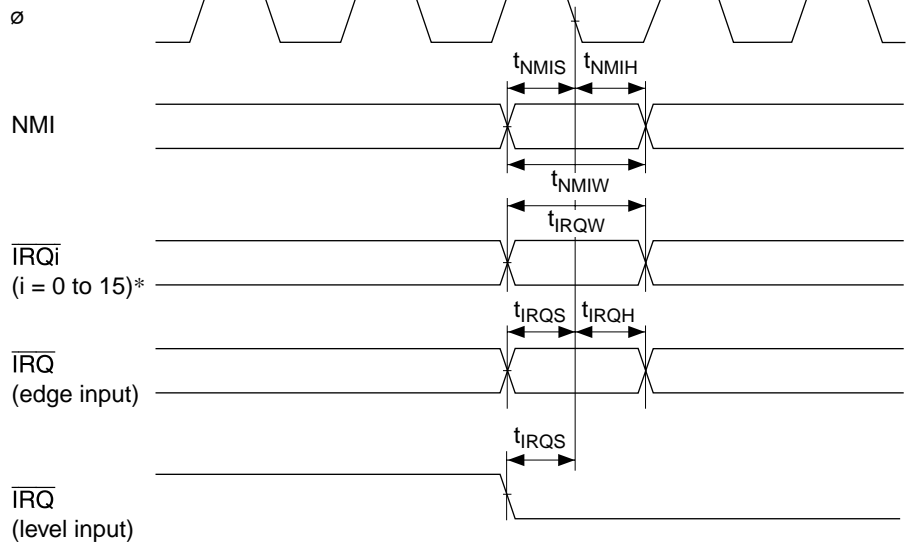 ø
tNMIS tNMIH
NMI
tNMIW
tIRQW
IRQi
(i = 0 to 15)*
tIRQS tIRQH
IRQ
(edge input)
tIRQS
IRQ
(level input)